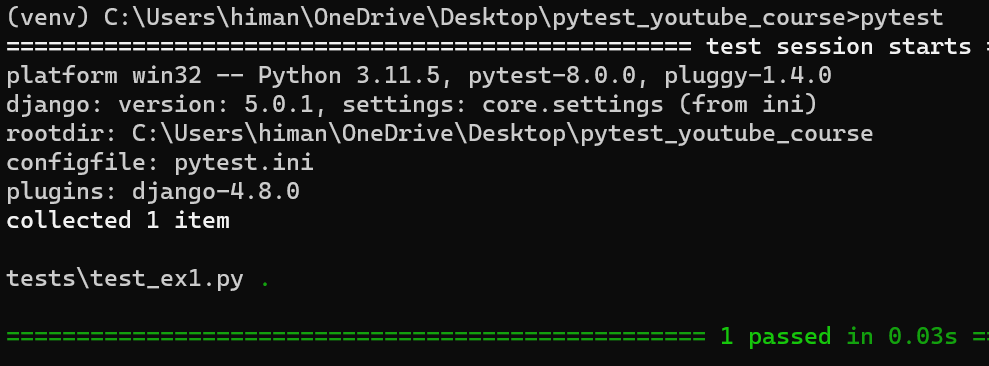 (venv) C:\Users\himan\OneDrive\Desktop\pytest_youtube_course>pytest
================================================= test session starts =
platform win32 -- Python 3.11.5, pytest-8.0.0, pluggy-1.4.0
django: version: 5.0.1, settings: core.settings (from ini)
rootdir: C:\Users\himan\OneDrive\Desktop\pytest_youtube_course
configfile: pytest.ini
plugins: django-4.8.0
collected 1 item
tests\test_ex1.py .
================================================== 1 passed in 0.03s ==